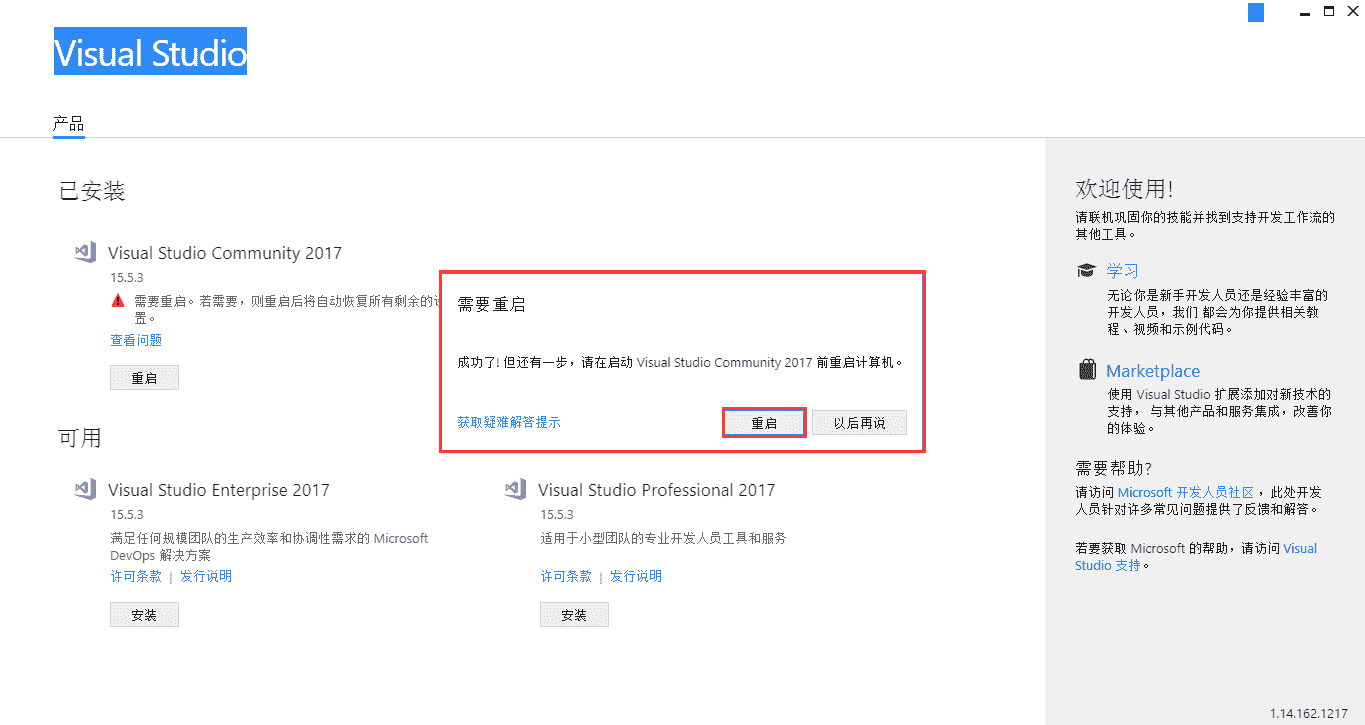 Visual Studio
产品
已安装
Visual Studio Community 2017
15.5.3
需要重启。若需要，则重启后将自动恢复所有剩余的
置。
查看问题
重启
需要重启
成功了! 但还有一步，请在启动 Visual Studio Community 2017 前重启计算机。
获取疑难解答提示
重启
以后再说
可用
Visual Studio Enterprise 2017
15.5.3
满足任何规模团队的生产效率和协调性需求的 Microsoft
DevOps 解决方案
许可条款 | 发行说明
安装
Visual Studio Professional 2017
15.5.3
适用于小型团队的专业开发人员工具和服务
许可条款 | 发行说明
安装
欢迎使用!
请联机巩固你的技能并找到支持开发工作流的
其他工具。
学习
无论你是新手开发人员还是经验丰富的
开发人员，我们 都会为你提供相关教
程、视频和示例代码。
Marketplace
使用 Visual Studio 扩展添加对新技术的
支持， 与其他产品和服务集成，改善你
的体验。
需要帮助?
请访问 Microsoft 开发人员社区 ，此处开发
人员针对许多常见问题提供了反馈和解答。
若要获取 Microsoft 的帮助，请访问 Visual
Studio 支持。
1.14.162.1217